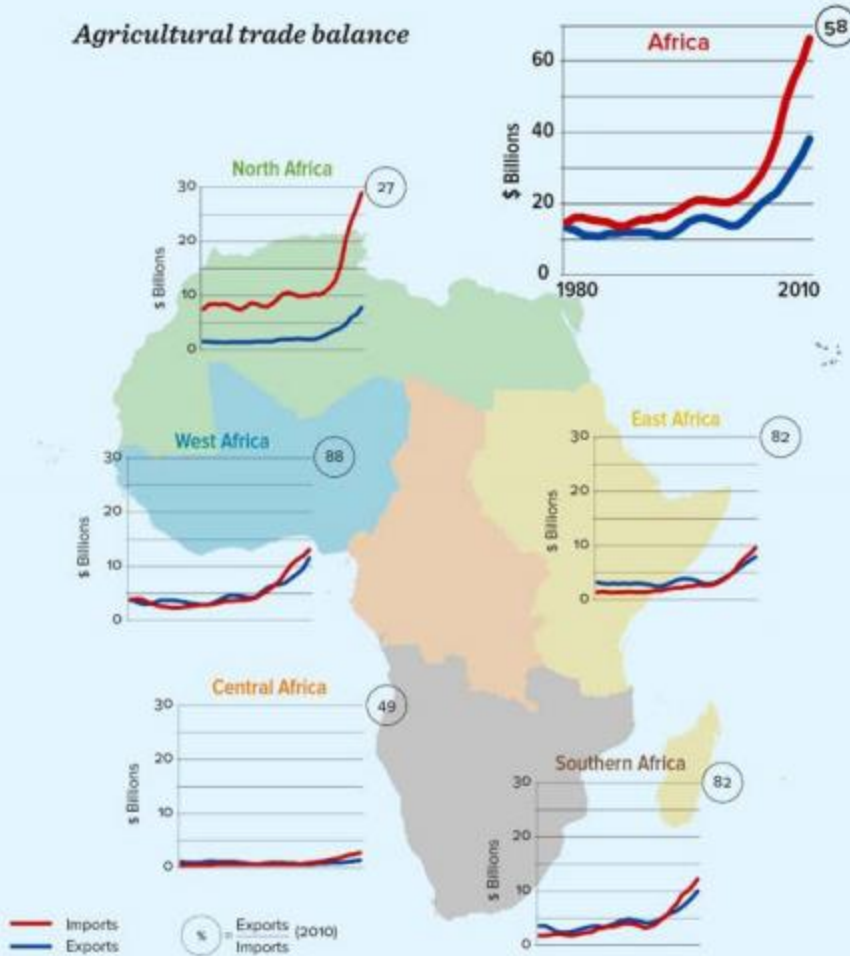 Agricultural trade balance
Africa
58
$ Billions
60
40
20
0
1980
2010
North Africa
27
$ Billions
30
20
10
0
West Africa
88
$ Billions
30
20
10
0
East Africa
82
$ Billions
30
20
10
0
Central Africa
49
$ Billions
30
20
10
0
Southern Africa
82
$ Billions
30
20
10
0
Imports
Exports
% = Exports (2010)
Imports